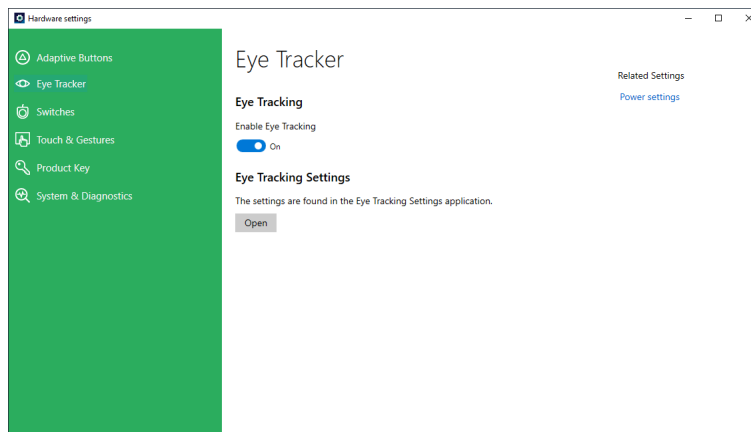 Hardware settings
Adaptive Buttons
Eye Tracker
Switches
Touch & Gestures
Product Key
System & Diagnostics
Eye Tracker
Eye Tracking
Enable Eye Tracking
On
Eye Tracking Settings
The settings are found in the Eye Tracking Settings application.
Open
Related Settings
Power settings